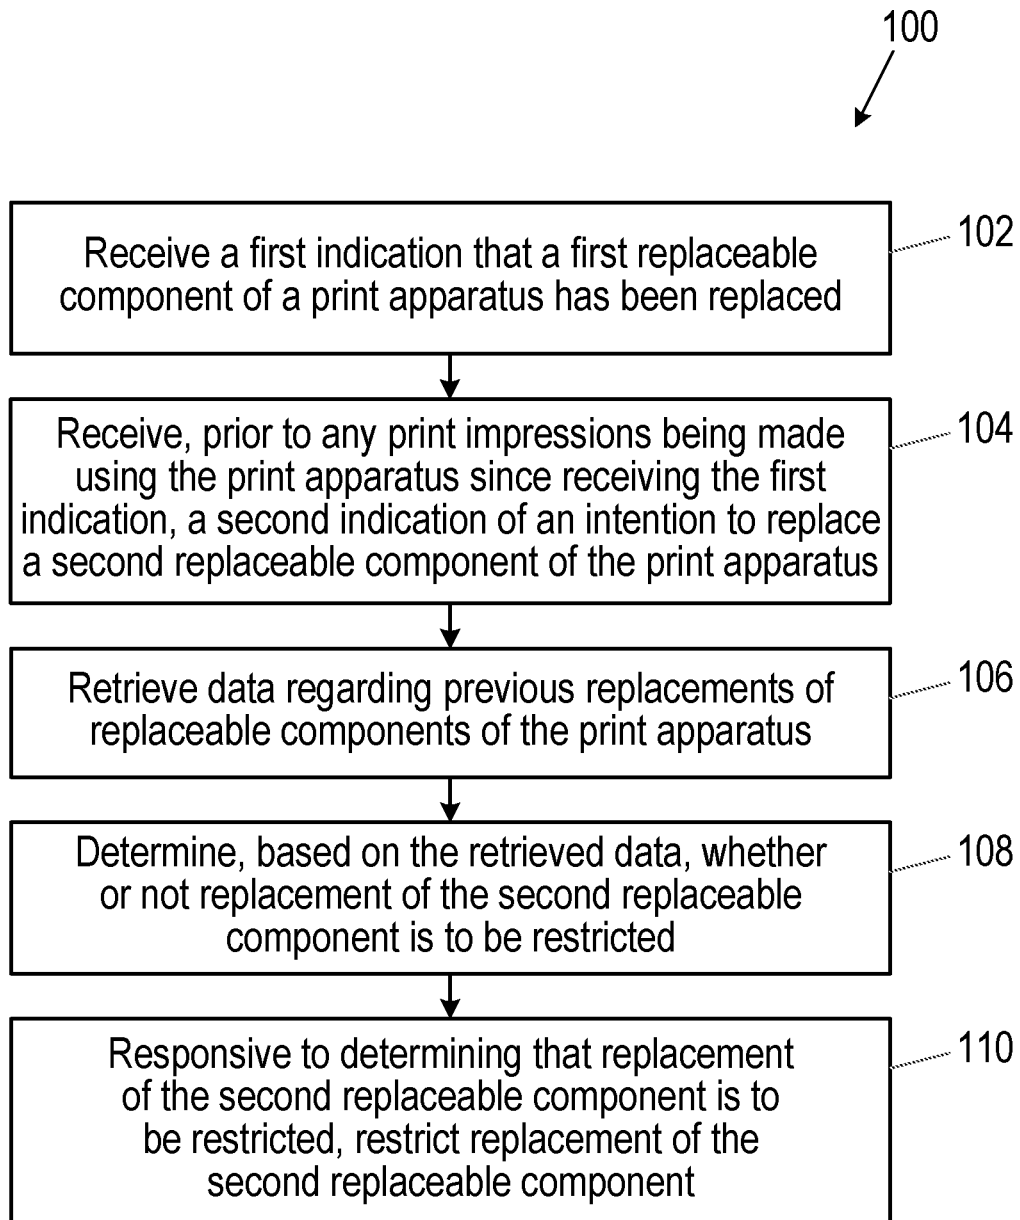 100
Receive a first indication that a first replaceable
component of a print apparatus has been replaced
102
Receive, prior to any print impressions being made
using the print apparatus since receiving the first
indication, a second indication of an intention to replace
a second replaceable component of the print apparatus
104
Retrieve data regarding previous replacements of
replaceable components of the print apparatus
106
Determine, based on the retrieved data, whether
or not replacement of the second replaceable
component is to be restricted
108
Responsive to determining that replacement
of the second replaceable component is to
be restricted, restrict replacement of the
second replaceable component
110